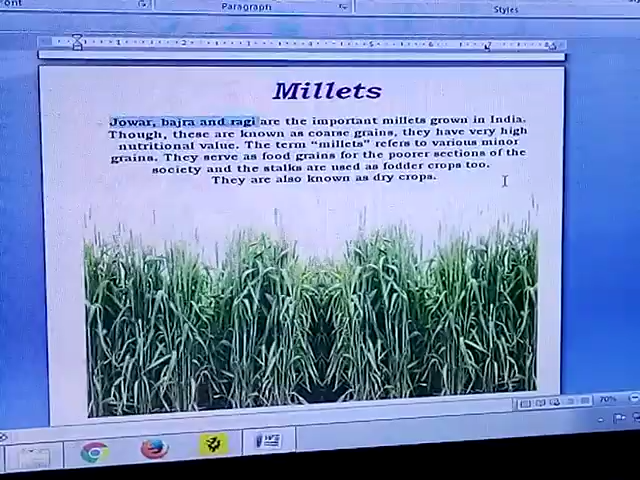 Paragraph
Styles
Millets
Jowar, bajra and ragi are the important millets grown in India.
Though, these are known as coarse grains, they have very high
nutritional value. The term “millets” refers to various minor
grains. They serve as food grains for the poorer sections of the
society and the stalks are used as fodder crops too.
They are also known as dry crops.
70%